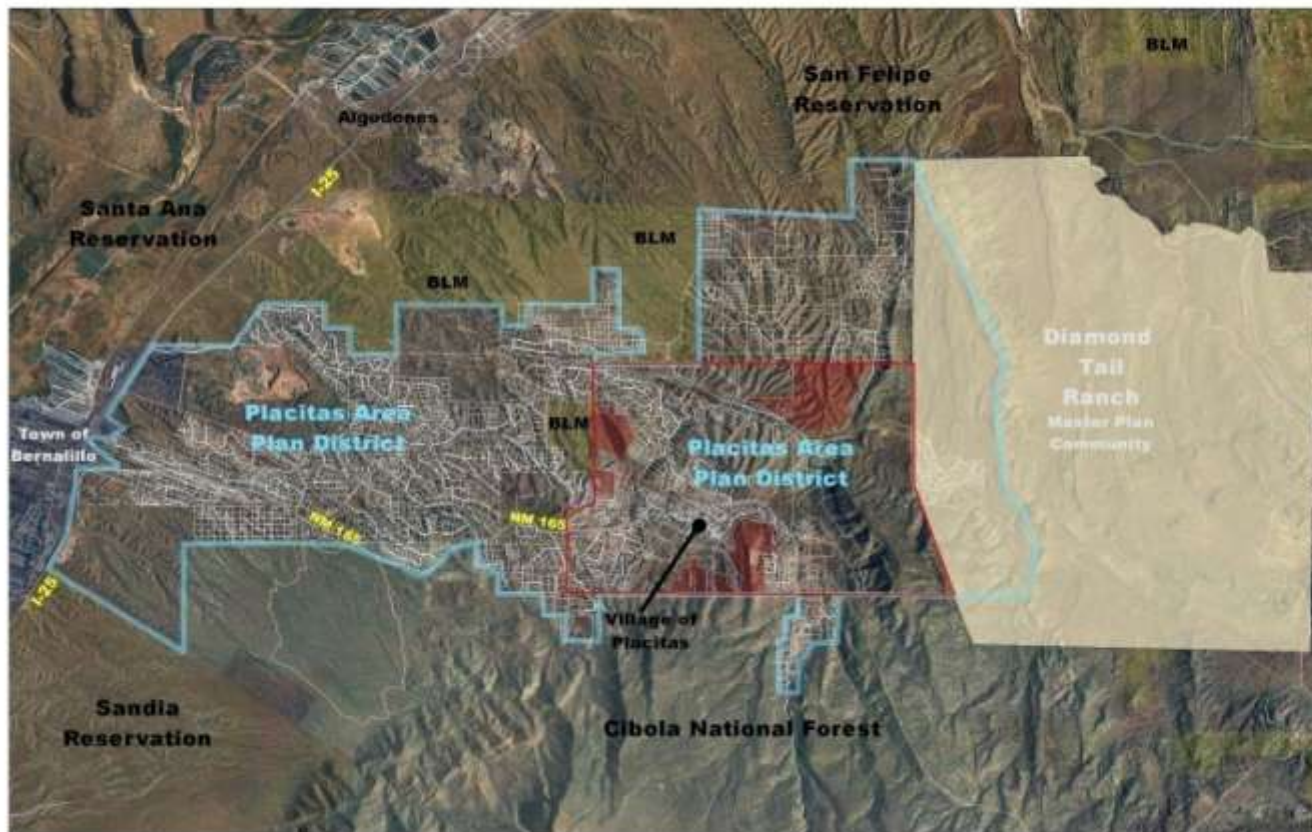 BLM
San Felipe
Reservation
Algodones
I-25
Santa Ana
Reservation
BLM
BLM
Diamond
Tail
Ranch
Master Plan
Community
Placitas Area
Plan District
BLM
Town of
Bernalillo
Placitas Area
Plan District
NM 165
NM 165
I-25
Village of
Placitas
Sandia
Reservation
Cibola National Forest